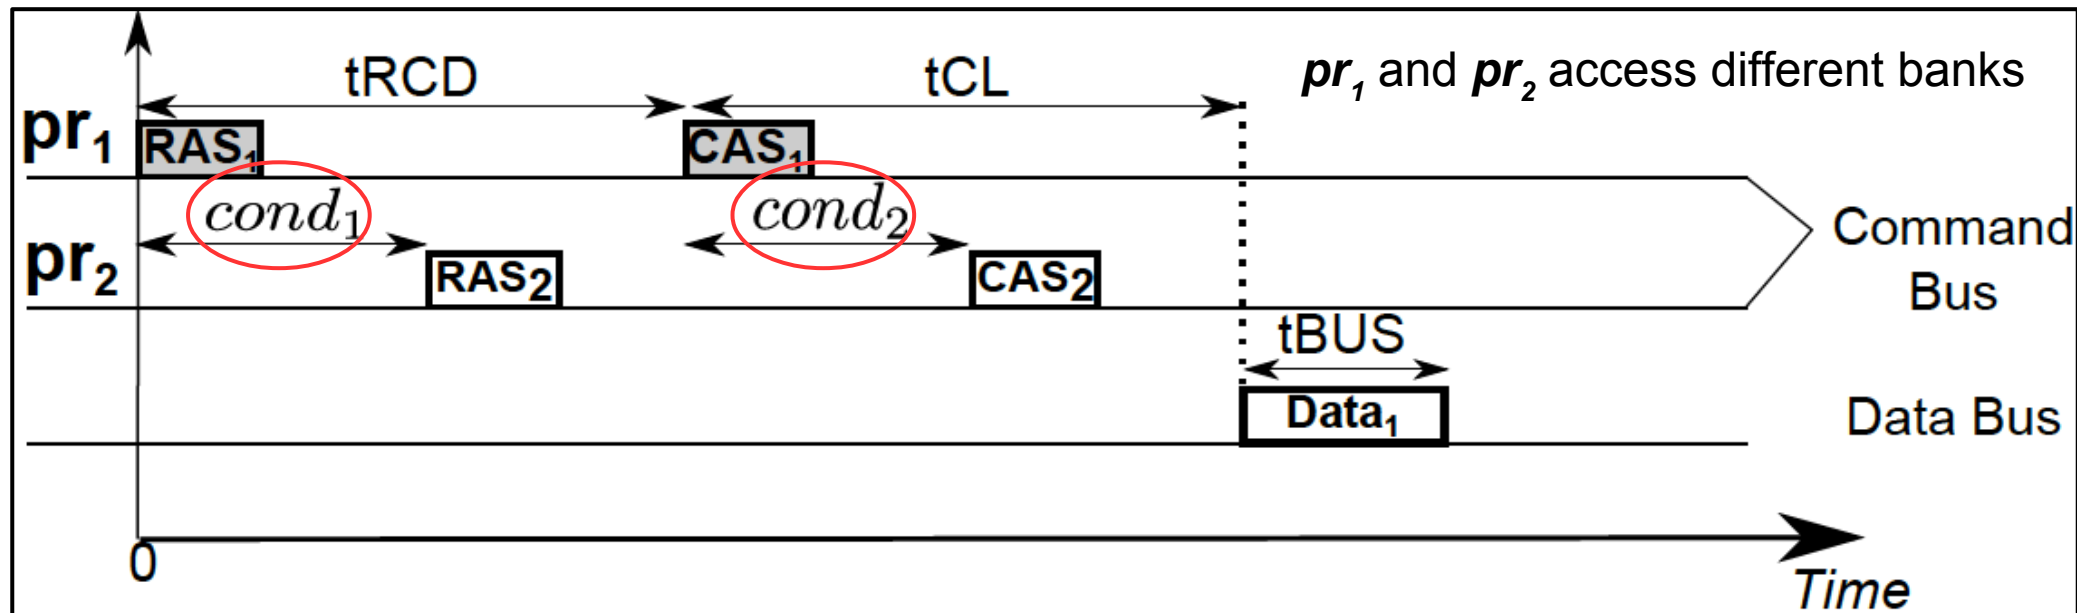 tRCD
tCL
pr1 and pr2 access different banks
pr1
RAS1
CAS1
cond1
cond2
pr2
RAS2
CAS2
Command
Bus
tBUS
Data1
Data Bus
0
Time